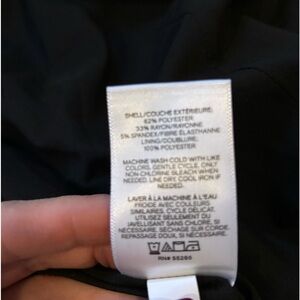 SHELL/COUCHE EXTÉRIEURE:
62% POLYESTER
33% RAYON/RAYONNE
5% SPANDEX/FIBRE ÉLASTHANNE
LINING/DOUBLURE:
100% POLYESTER
MACHINE WASH COLD WITH LIKE
COLORS, GENTLE CYCLE. ONLY
NON CHLORINE BLEACH WHEN
NEEDED. LINE DRY. COOL IRON IF
NEEDED.
LAVER À LA MACHINE À L'EAU
FROIDE AVEC COULEURS
SIMILAIRES. CYCLE DÉLICAT.
UTILISEZ SEULEMENT DU
JAVELLISANT SANS CHLORE, SI
NÉCESSAIRE. SÉCHAGE SUR CORDE.
REPASSAGE DOUX, SI NÉCESSAIRE.
RN# 55285